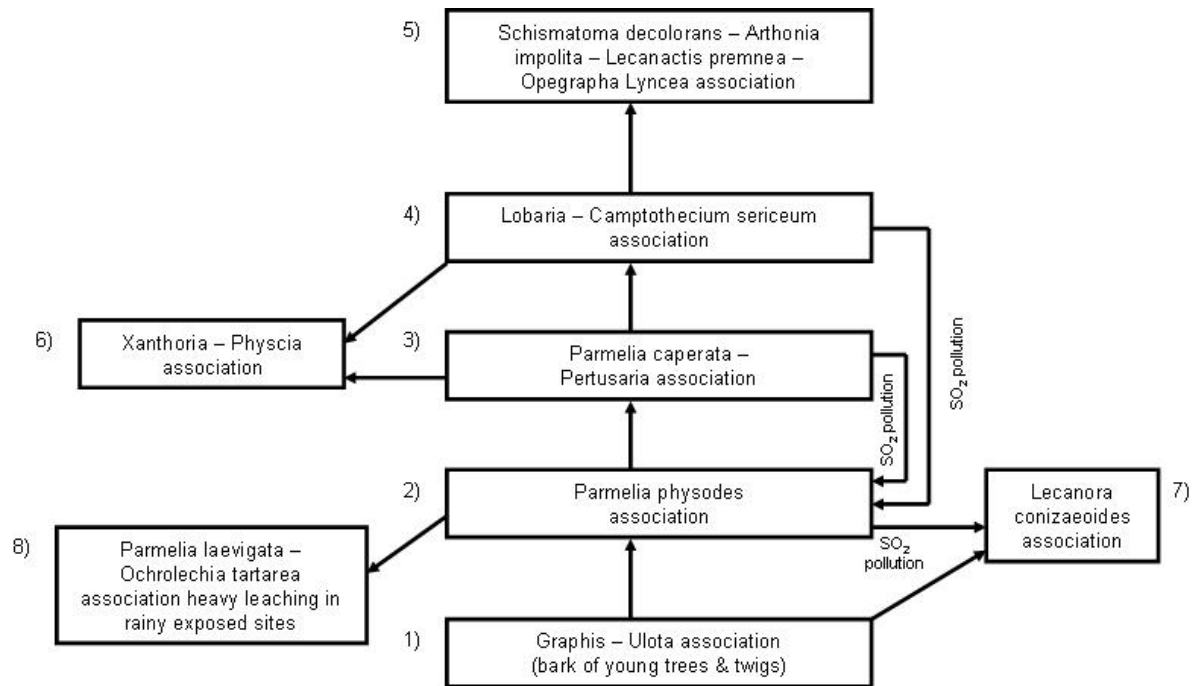 5)
Schismatoma decolorans – Arthonia
impolita – Lecanactis premnea –
Opegrapha Lyncea association
4)
Lobaria – Camptothecium sericeum
association
6)
Xanthoria – Physcia
association
3)
Parmelia caperata –
Pertusaria association
SO2 pollution
SO2 pollution
2)
Parmelia physodes
association
7)
Lecanora
conizaeoides
association
SO2
pollution
8)
Parmelia laevigata –
Ochrolechia tartarea
association heavy leaching in
rainy exposed sites
1)
Graphis – Ulota association
(bark of young trees & twigs)